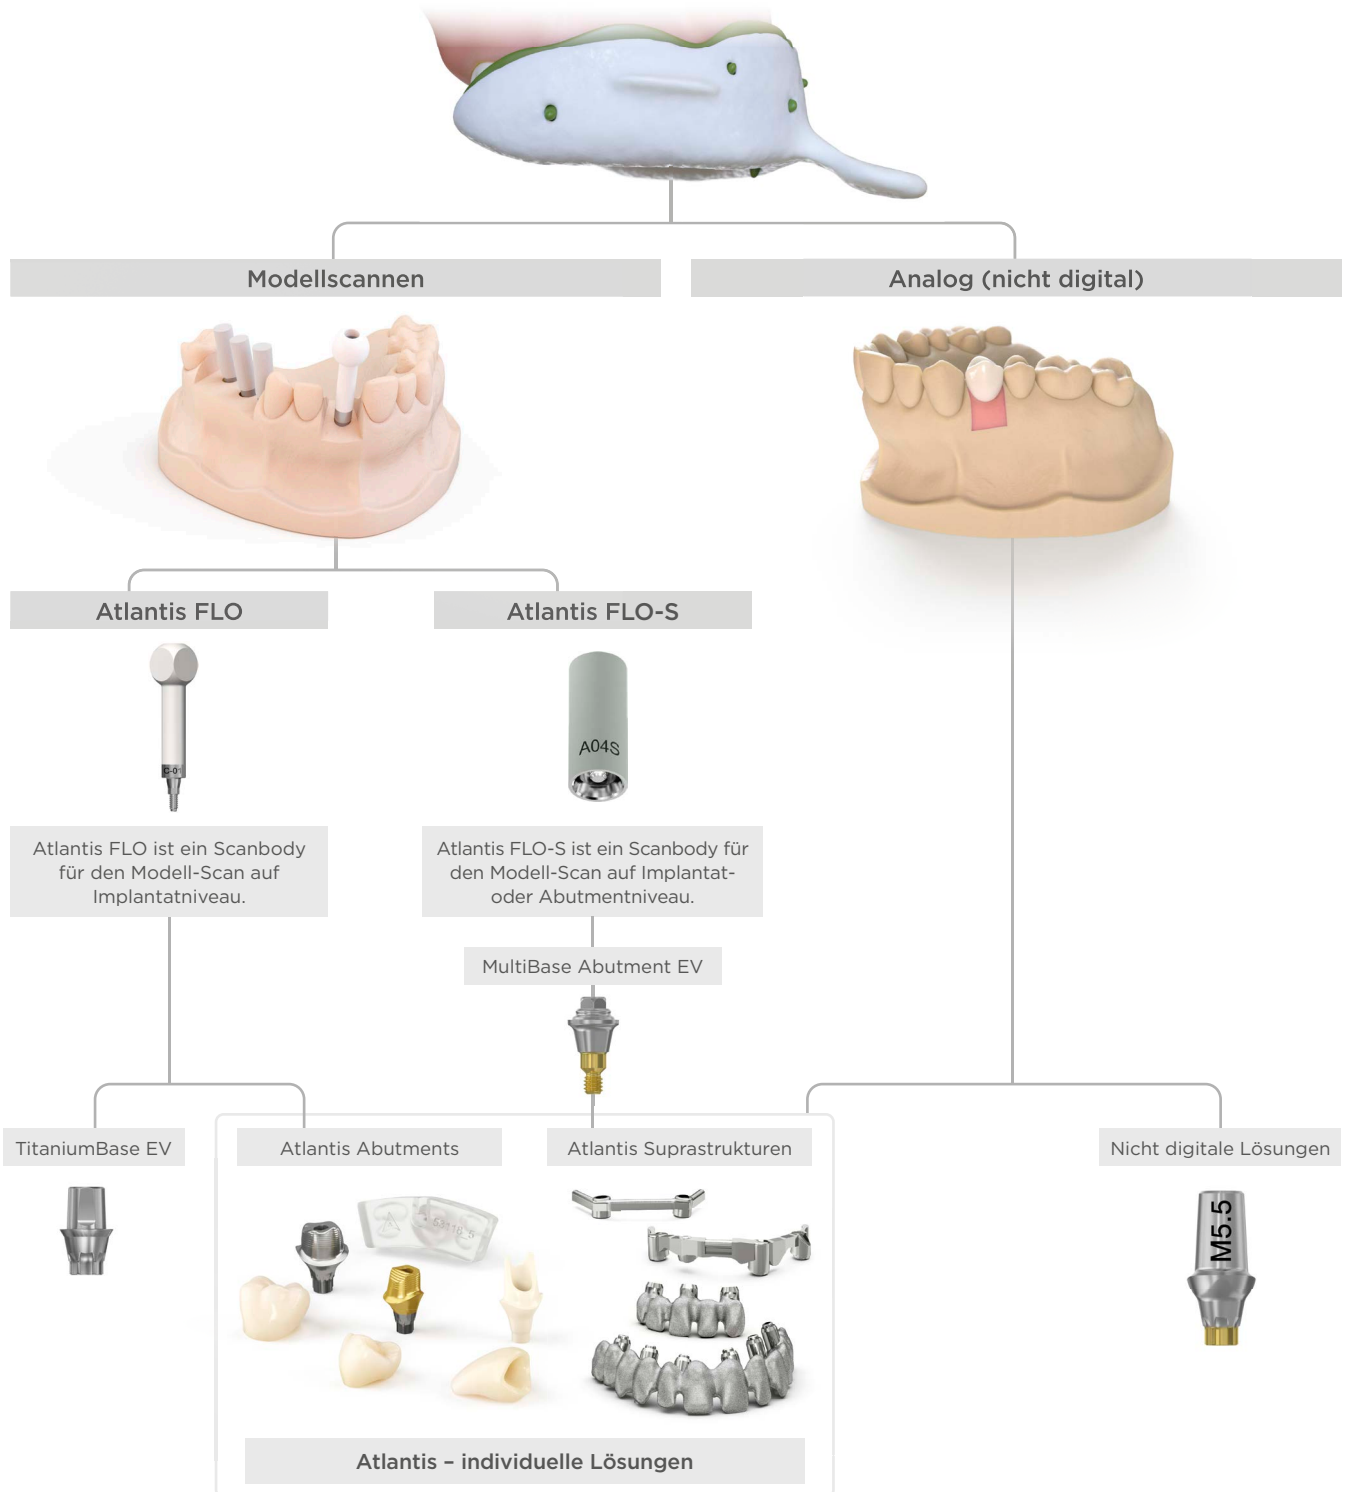 Modellscannen
Analog (nicht digital)
Atlantis FLO
Atlantis FLO-S
C-01
A04S
Atlantis FLO ist ein Scanbody
für den Modell-Scan auf
Implantatniveau.
Atlantis FLO-S ist ein Scanbody für
den Modell-Scan auf Implantat-
oder Abutmentniveau.
MultiBase Abutment EV
TitaniumBase EV
Atlantis Abutments
Atlantis Suprastrukturen
Nicht digitale Lösungen
M5.5
Atlantis – individuelle Lösungen